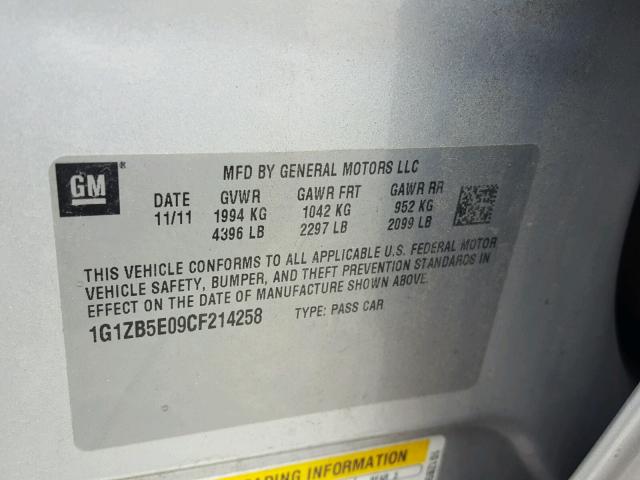 GM
MFD BY GENERAL MOTORS LLC
DATE GVWR GAWR FRT GAWR RR
11/11 1994 KG 1042 KG 952 KG
4396 LB 2297 LB 2099 LB
THIS VEHICLE CONFORMS TO ALL APPLICABLE U.S. FEDERAL MOTOR
VEHICLE SAFETY, BUMPER, AND THEFT PREVENTION STANDARDS IN
EFFECT ON THE DATE OF MANUFACTURE SHOWN ABOVE.
1G1ZB5E09CF214258 TYPE: PASS CAR
LOADING INFORMATION